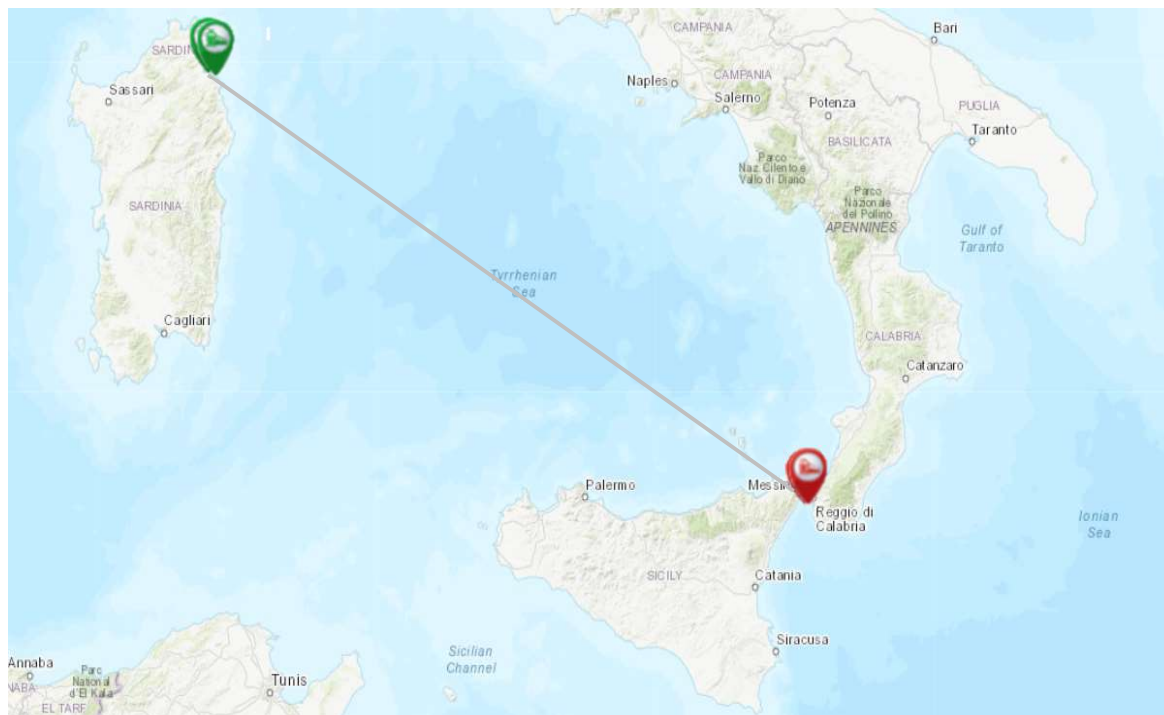 CAMPANIA
Bari
SARDIN
Naples
CAMPANIA
Sassari
Salerno
Potenza
PUGLIA
Taranto
BASILICATA
Parco
Naz. Cilento e
Vallo di Diano
Parco
Nazionale
del Pollino
APENNINES
SARDINIA
Gulf of
Taranto
Tyrrhenian
Sea
Cagliari
CALABRIA
Catanzaro
Messi
Palermo
Reggio di
Calabria
Ionian
Sea
SICILY
Catania
Siracusa
Sicilian
Channel
Annaba
Parc
National
d'El Kala
NABA
EL TARF
Tunis